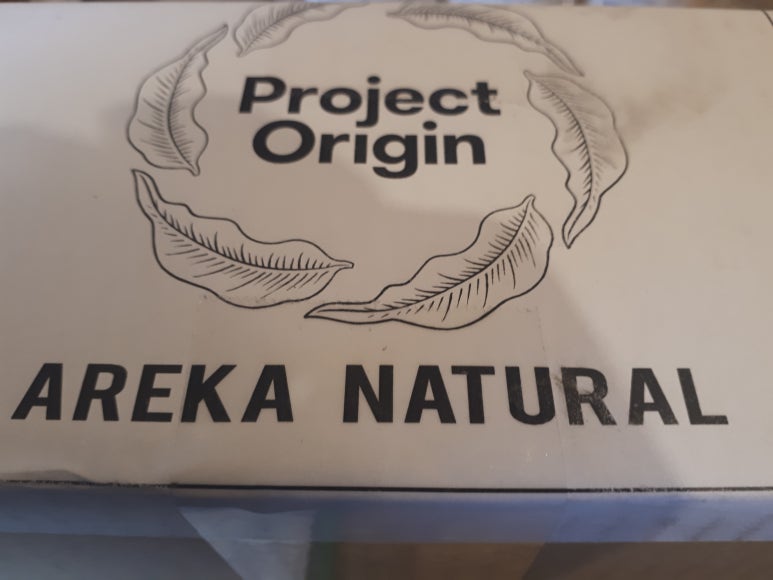 Project
Origin
AREKA NATURAL